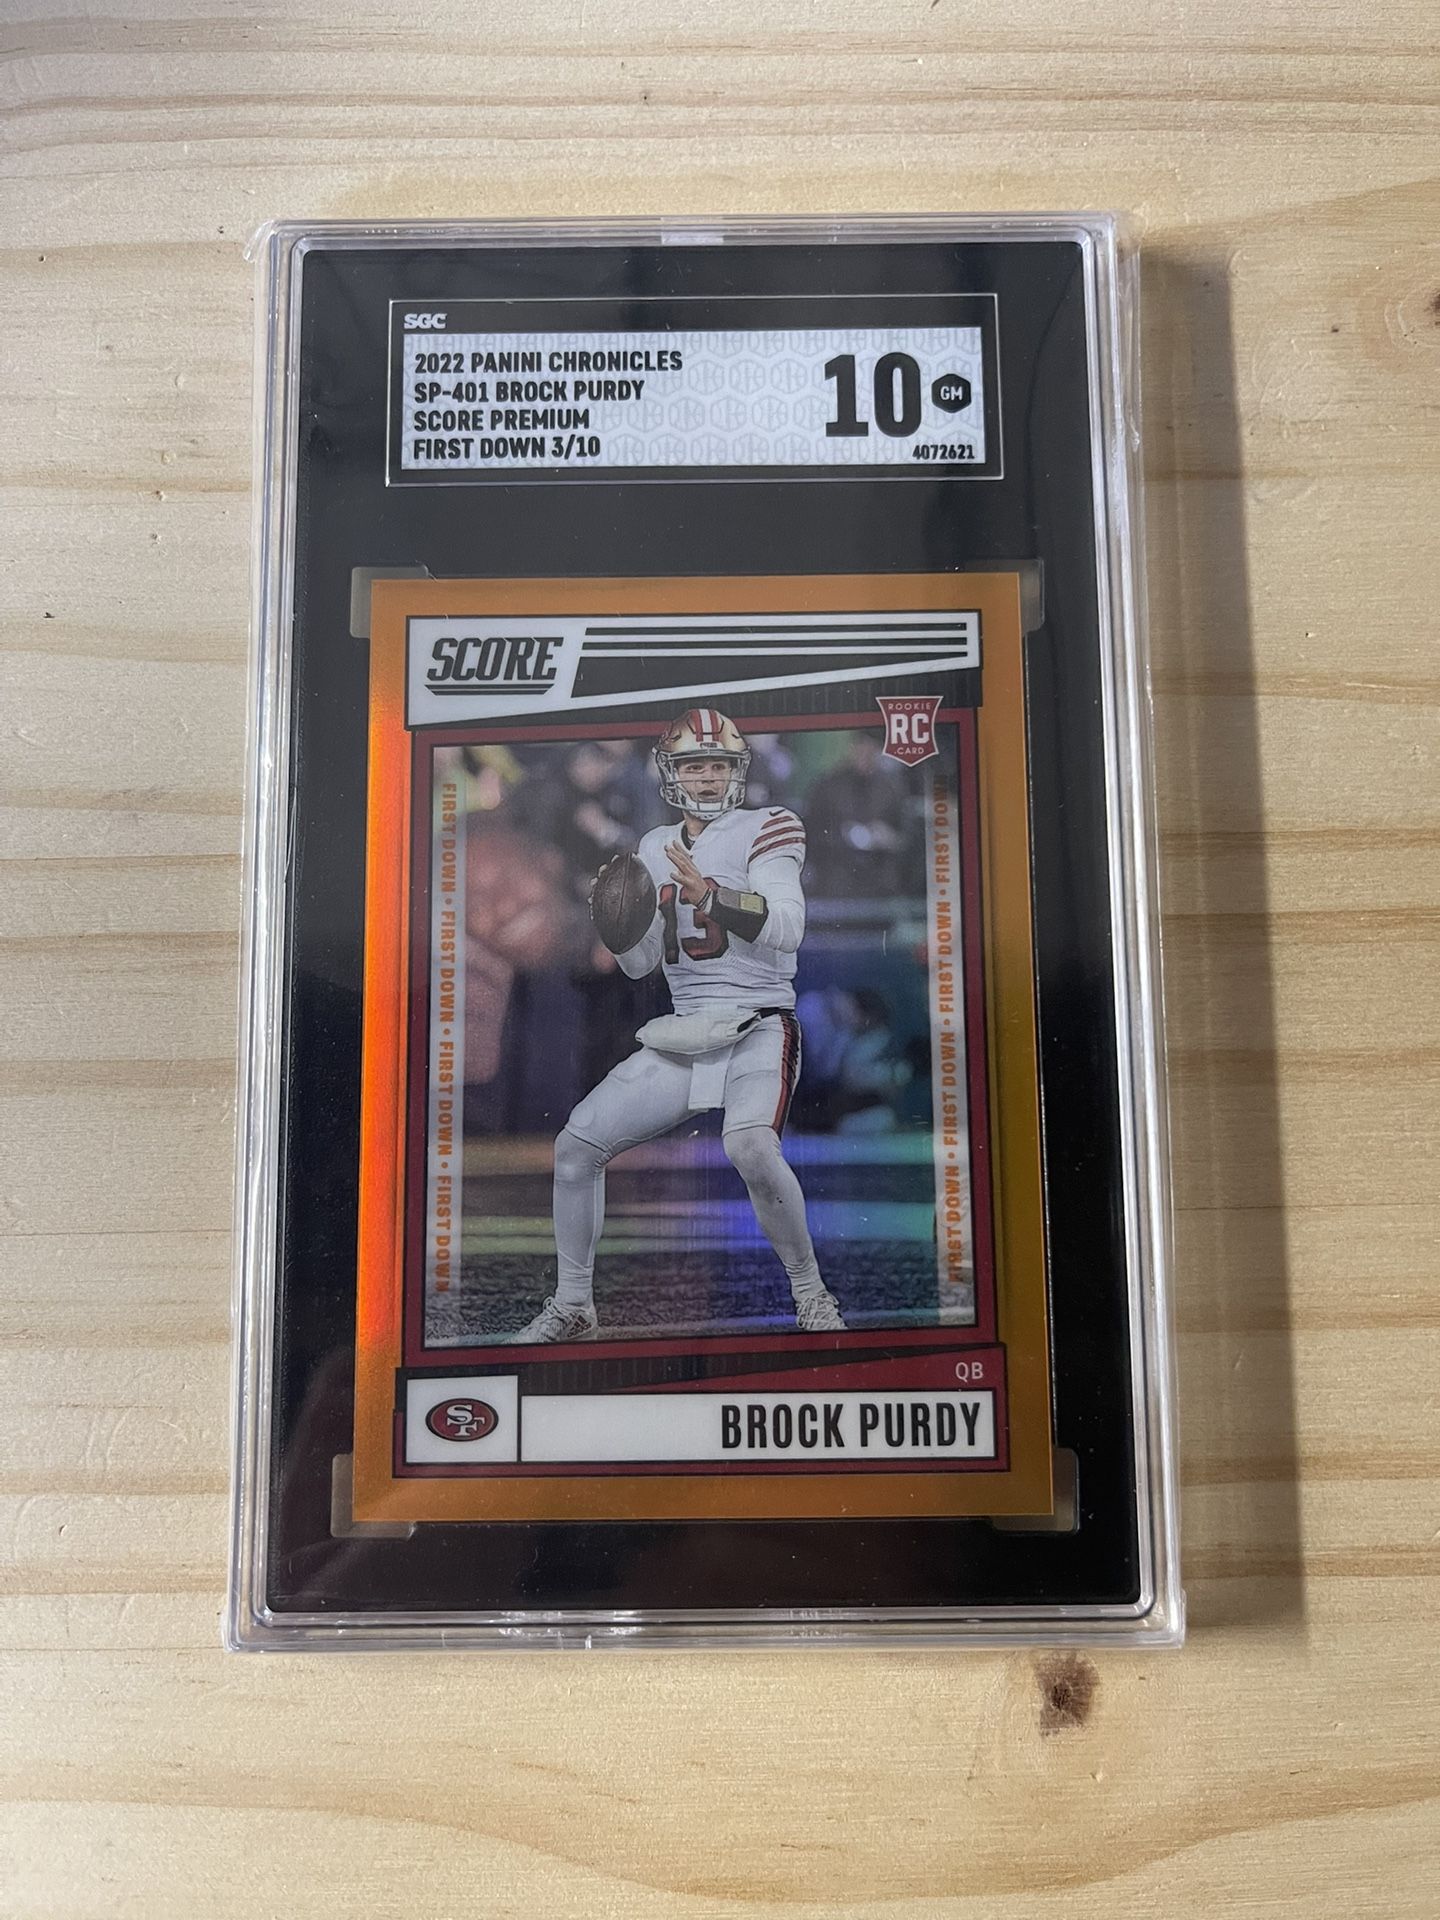 SGC
2022 PANINI CHRONICLES
SP-401 BROCK PURDY
SCORE PREMIUM
FIRST DOWN 3/10
10 GM
4072621
SCORE
ROOKIE
RC
CARD
FIRST DOWN • FIRST DOWN • FIRST DOWN • FIRST DOWN
FIRST DOWN • FIRST DOWN • FIRST DOWN • FIRST DOWN
13
adidas
QB
SF
BROCK PURDY